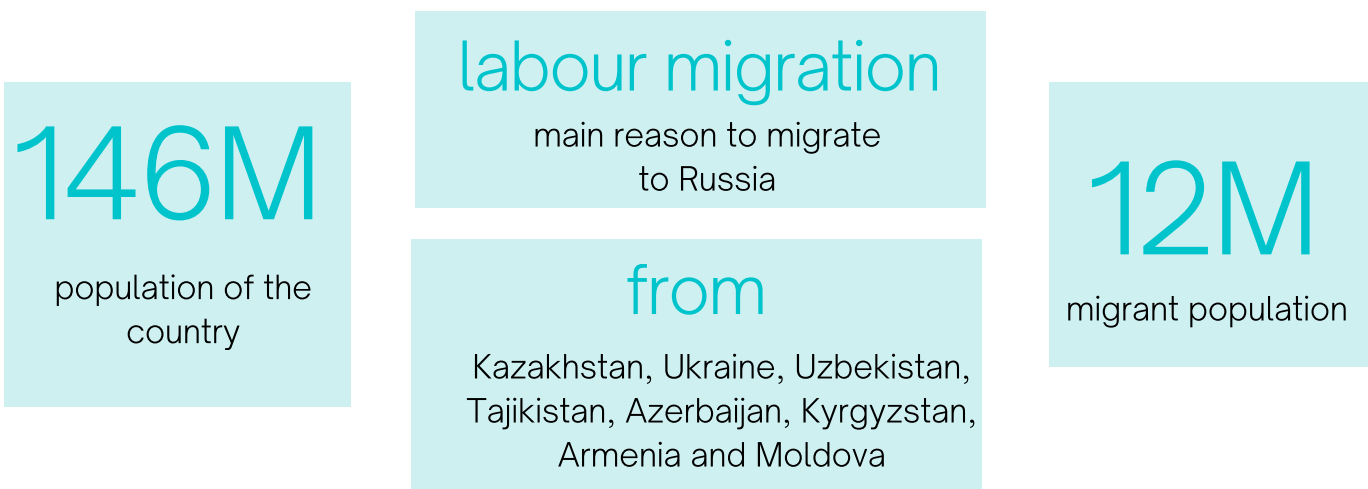 146M
population of the
country
labour migration
main reason to migrate
to Russia
from
Kazakhstan, Ukraine, Uzbekistan,
Tajikistan, Azerbaijan, Kyrgyzstan,
Armenia and Moldova
12M
migrant population